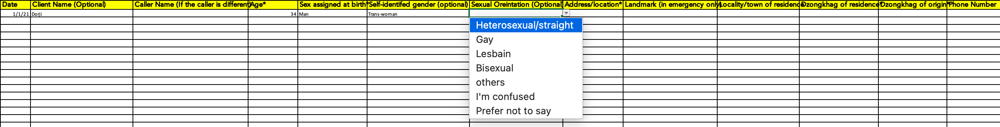 Date Client Name (Optional) Caller Name (If the caller is different) Age* Sex assigned at birth* Self-identifed gender (optional) Sexual Oreintation (Optional) Address/location* Landmark (in emergency only) Locality/town of residence Dzongkhag of residence* Dzongkhag of origin* Phone Number
1/1/21 Dorji 34 Man Trans-woman
Heterosexual/straight
Gay
Lesbain
Bisexual
others
I'm confused
Prefer not to say